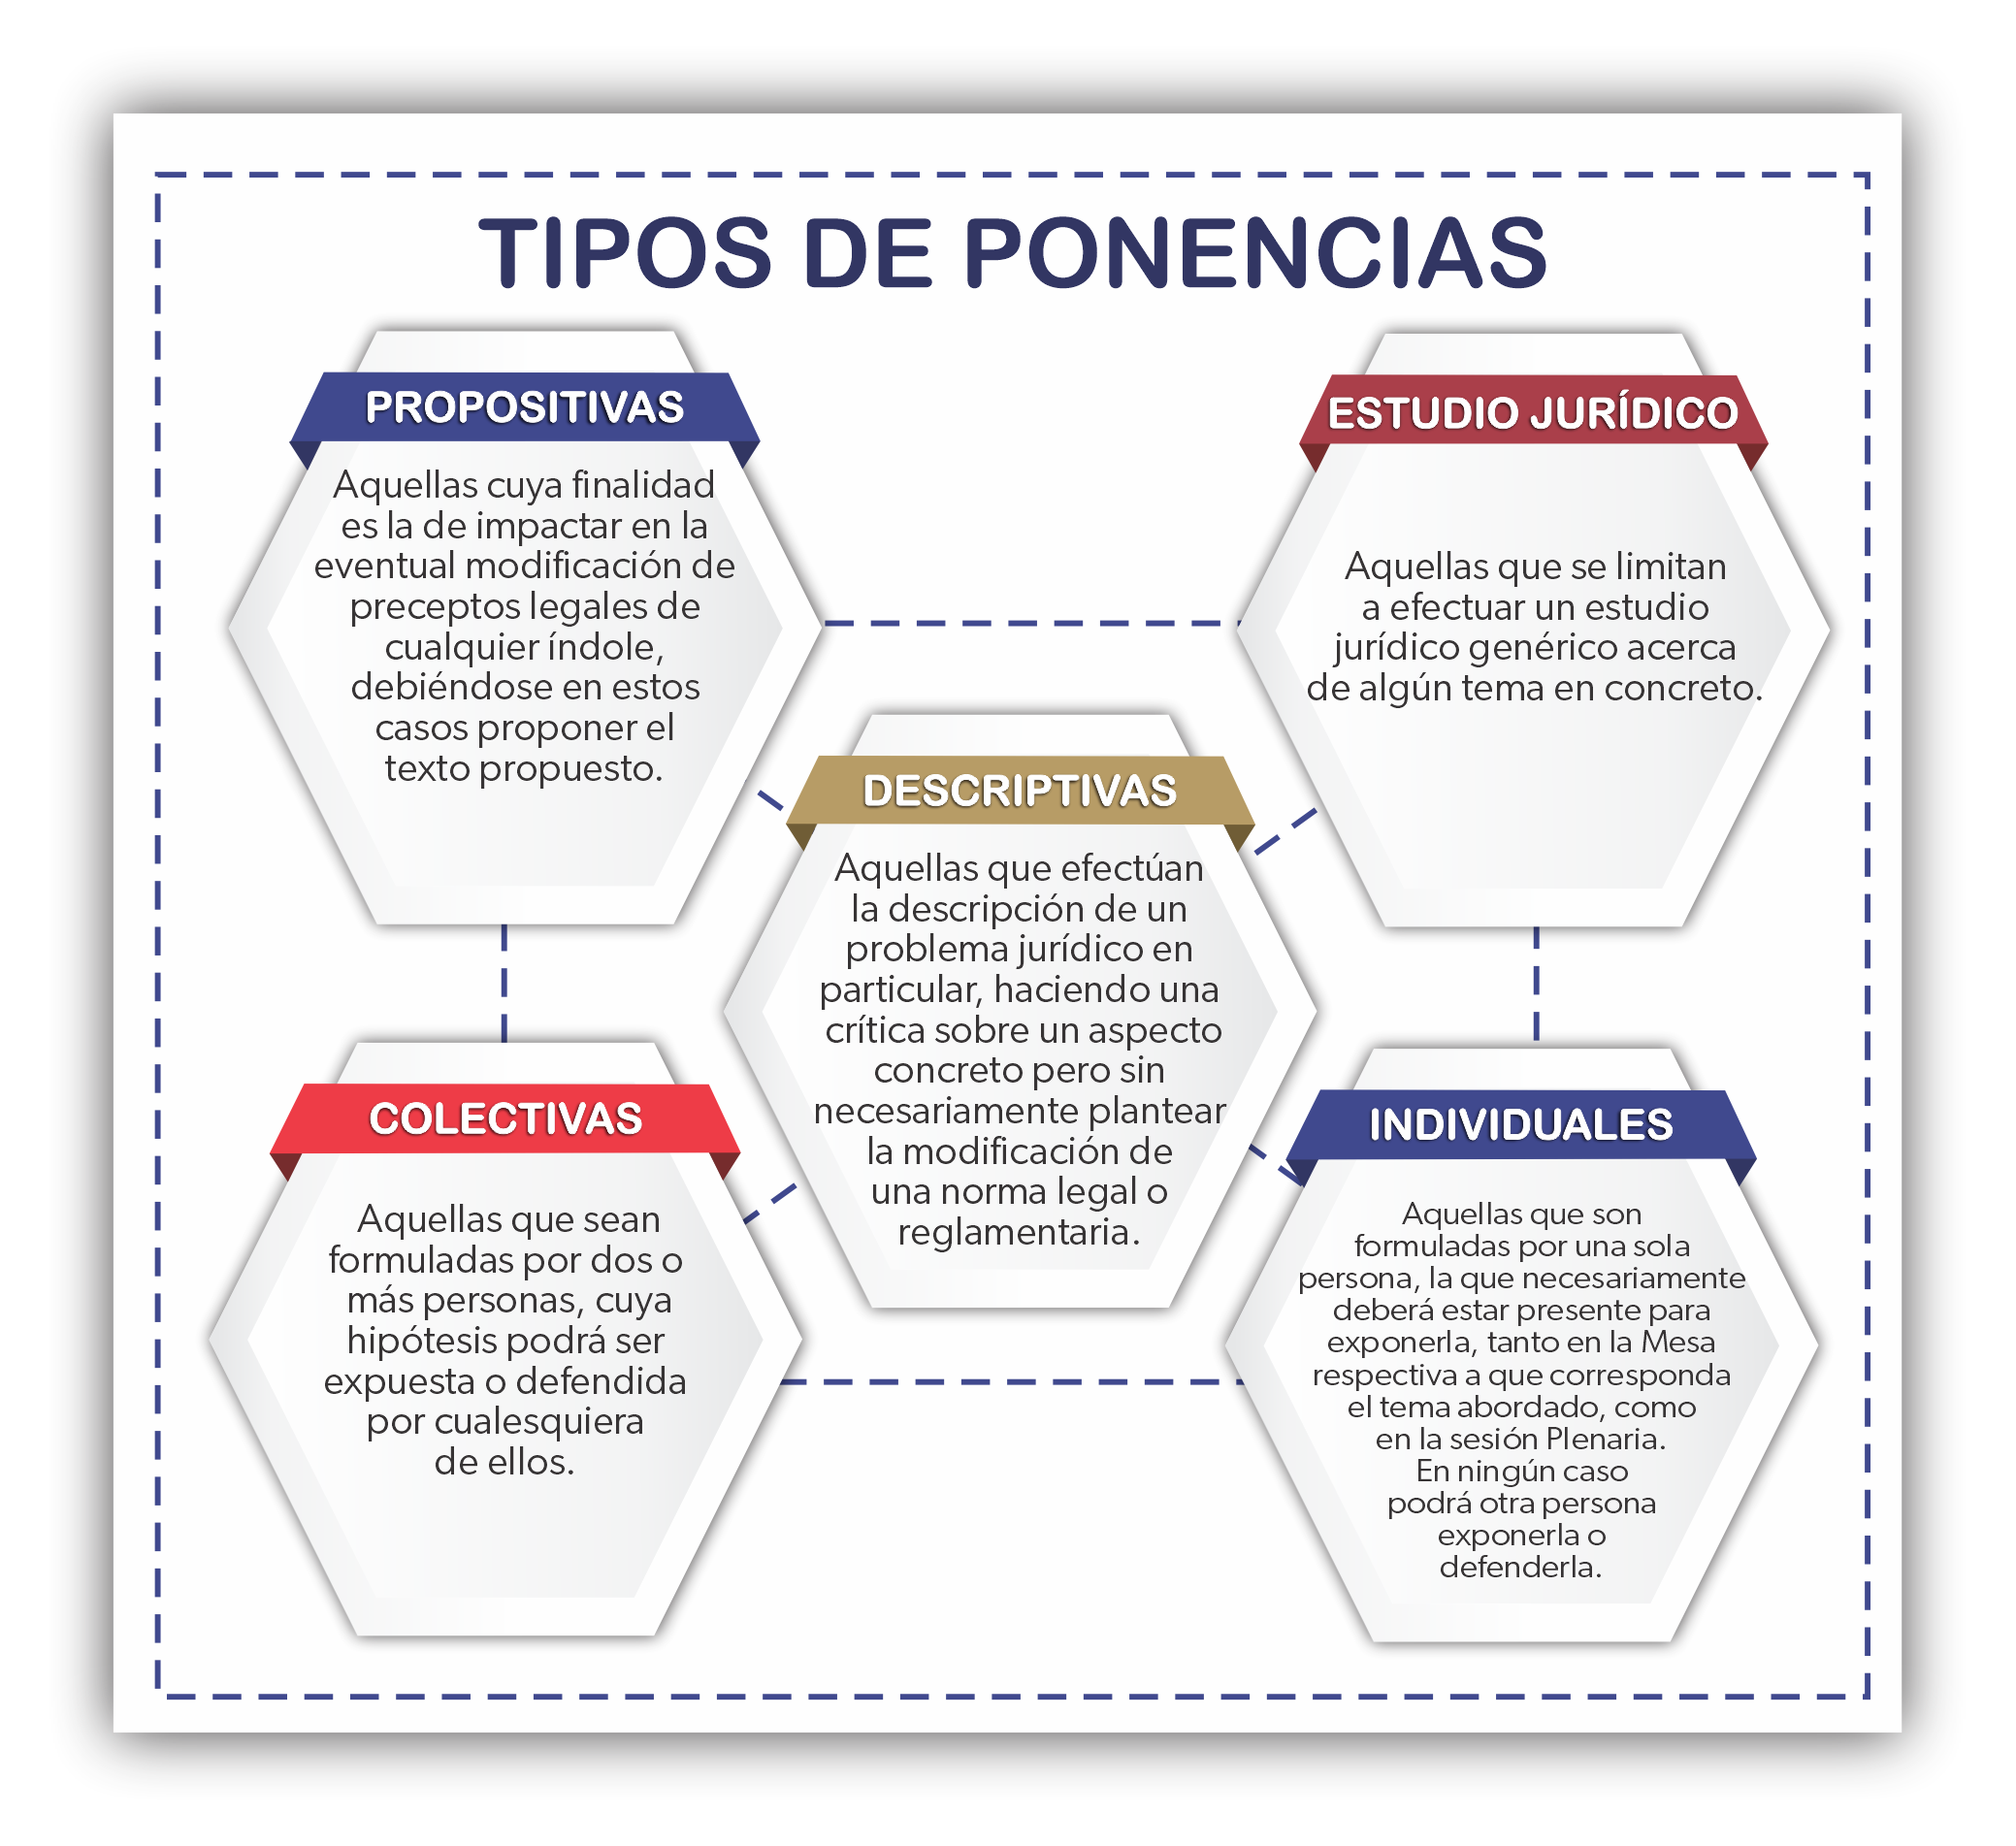 TIPOS DE PONENCIAS
PROPOSITIVAS
Aquellas cuya finalidad
es la de impactar en la
eventual modificación de
preceptos legales de
cualquier índole,
debiéndose en estos
casos proponer el
texto propuesto.
ESTUDIO JURÍDICO
Aquellas que se limitan
a efectuar un estudio
jurídico genérico acerca
de algún tema en concreto.
DESCRIPTIVAS
Aquellas que efectúan
la descripción de un
problema jurídico en
particular, haciendo una
crítica sobre un aspecto
concreto pero sin
necesariamente plantear
la modificación de
una norma legal o
reglamentaria.
COLECTIVAS
Aquellas que sean
formuladas por dos o
más personas, cuya
hipótesis podrá ser
expuesta o defendida
por cualesquiera
de ellos.
INDIVIDUALES
Aquellas que son
formuladas por una sola
persona, la que necesariamente
deberá estar presente para
exponerla, tanto en la Mesa
respectiva a que corresponda
el tema abordado, como
en la sesión Plenaria.
En ningún caso
podrá otra persona
exponerla o
defenderla.